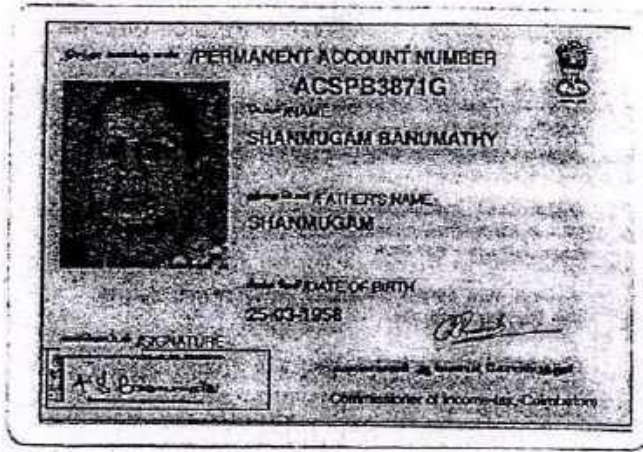 /PERMANENT ACCOUNT NUMBER
ACSPB3871G
/NAME
SHANMUGAM BANUMATHY
/FATHER'S NAME
SHANMUGAM
/DATE OF BIRTH
25-03-1958
/SIGNATURE
Commissioner of Income-tax, Coimbatore